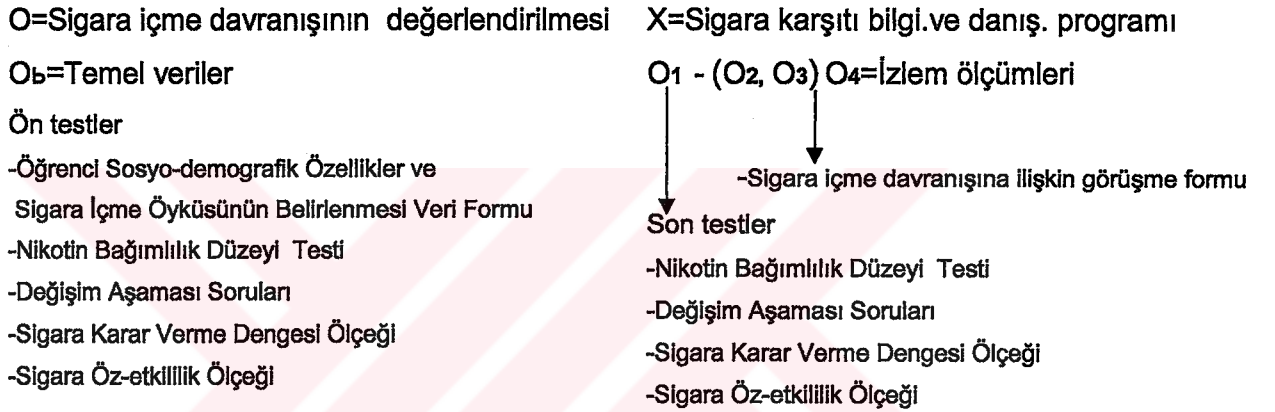 O=Sigara içme davranışının değerlendirilmesi
Ob=Temel veriler
Ön testler
-Öğrenci Sosyo-demografik Özellikler ve
Sigara İçme Öyküsünün Belirlenmesi Veri Formu
-Nikotin Bağımlılık Düzeyi Testi
-Değişim Aşaması Soruları
-Sigara Karar Verme Dengesi Ölçeği
-Sigara Öz-etkililik Ölçeği
X=Sigara karşıtı bilgi.ve danış. programı
O1 - (O2, O3) O4=İzlem ölçümleri
-Sigara içme davranışına ilişkin görüşme formu
Son testler
-Nikotin Bağımlılık Düzeyi Testi
-Değişim Aşaması Soruları
-Sigara Karar Verme Dengesi Ölçeği
-Sigara Öz-etkililik Ölçeği